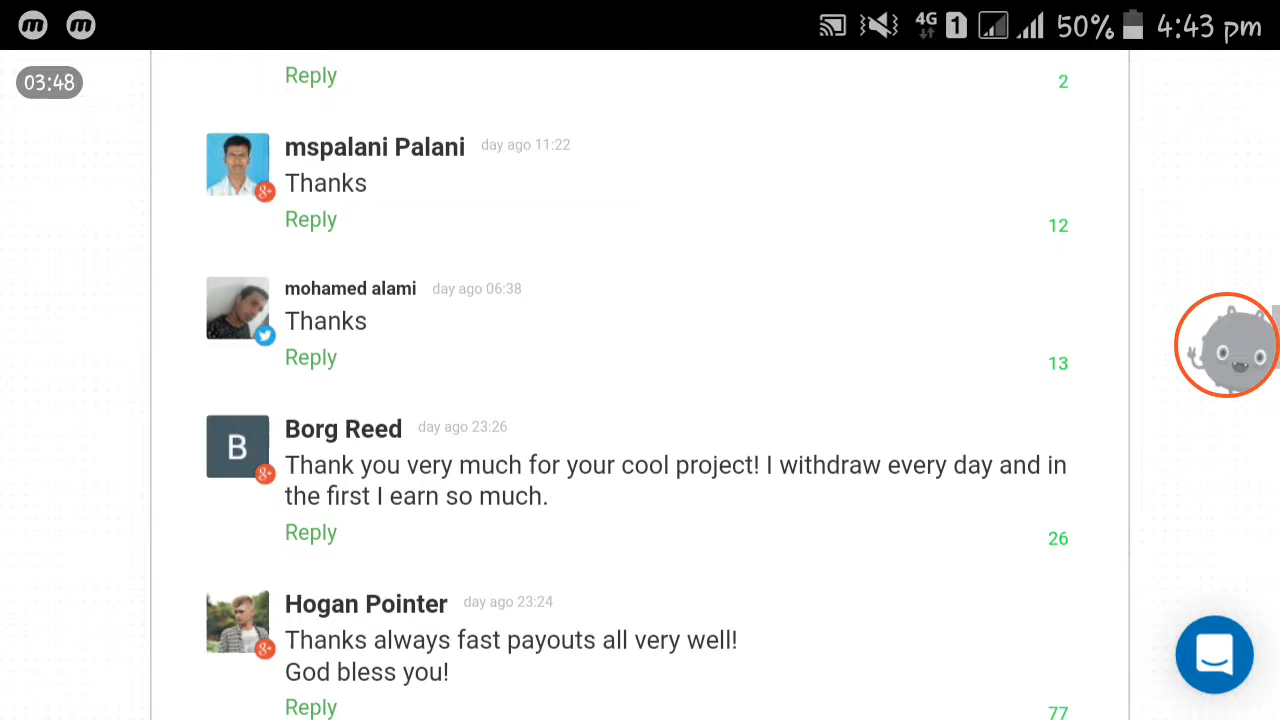 4G 1 50% 4:43 pm
03:48
Reply 2
mspalani Palani day ago 11:22
Thanks
Reply 12
mohamed alami day ago 06:38
Thanks
Reply 13
B Borg Reed day ago 23:26
Thank you very much for your cool project! I withdraw every day and in
the first I earn so much.
Reply 26
Hogan Pointer day ago 23:24
Thanks always fast payouts all very well!
God bless you!
Reply 77